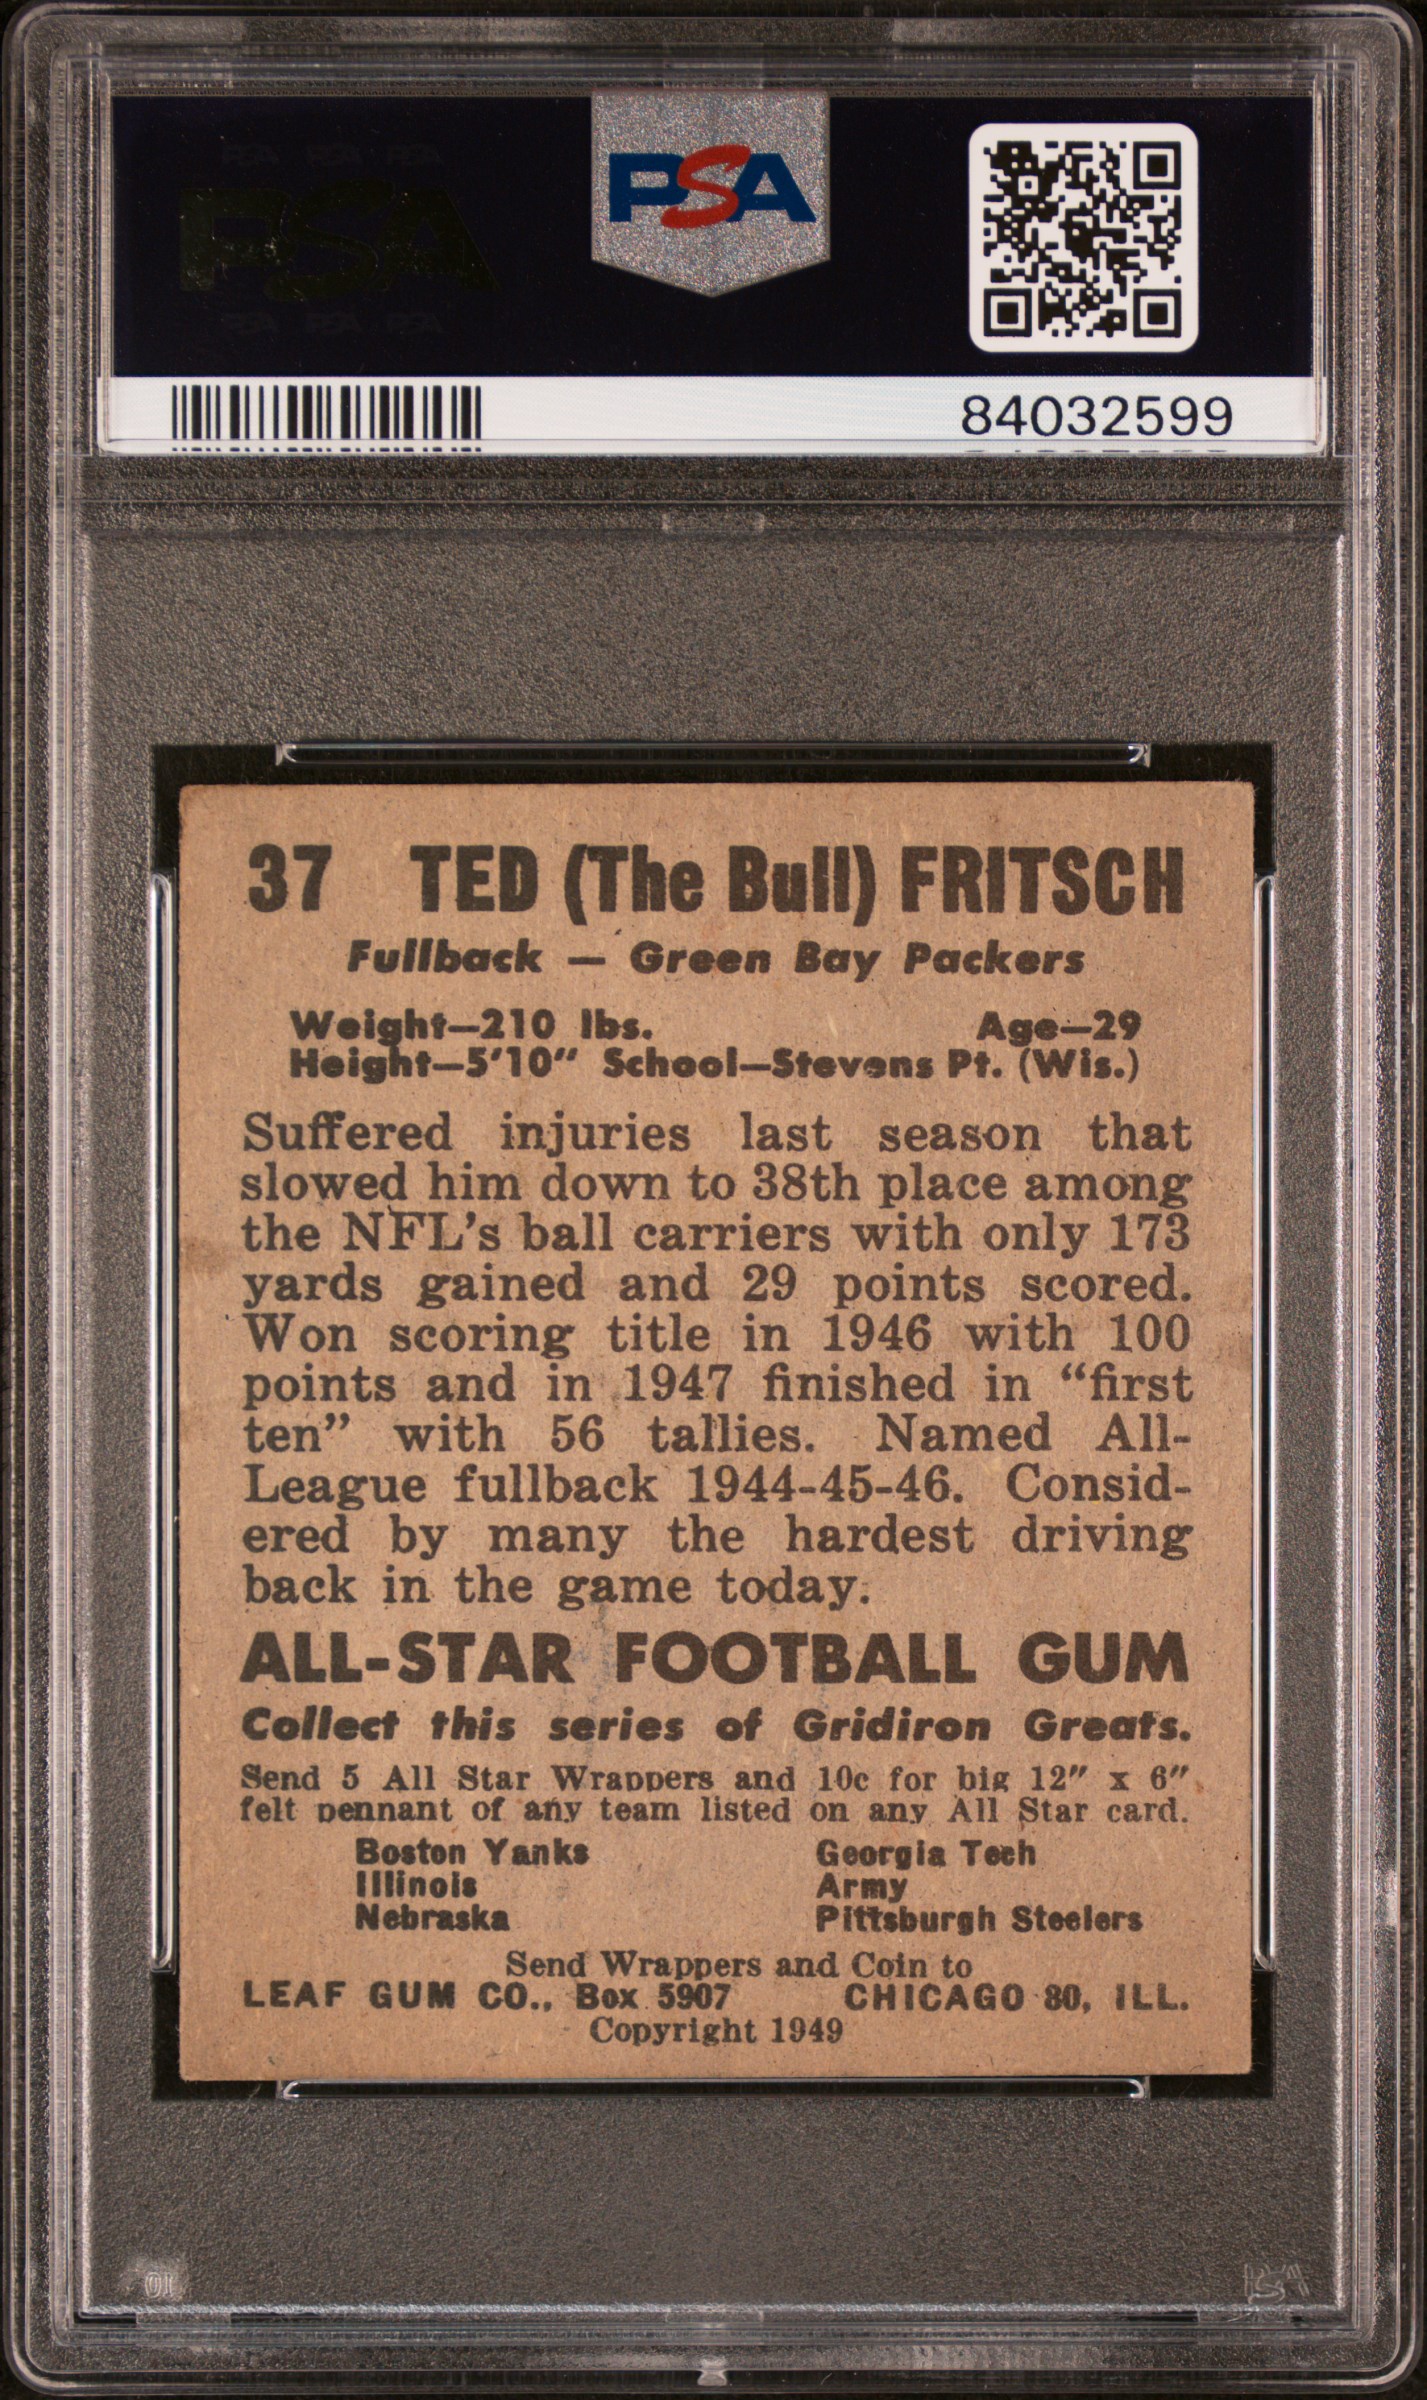 PSA PSA PSA
PSA
PSA PSA PSA
PSA
84032599
37 TED (The Bull) FRITSCH
Fullback — Green Bay Packers
Weight—210 lbs. Age—29
Height—5'10" School—Stevens Pt. (Wis.)
Suffered injuries last season that
slowed him down to 38th place among
the NFL's ball carriers with only 173
yards gained and 29 points scored.
Won scoring title in 1946 with 100
points and in 1947 finished in "first
ten" with 56 tallies. Named All-
League fullback 1944-45-46. Consid-
ered by many the hardest driving
back in the game today.
ALL-STAR FOOTBALL GUM
Collect this series of Gridiron Greats.
Send 5 All Star Wrappers and 10c for big 12" x 6"
felt pennant of any team listed on any All Star card.
Boston Yanks Georgia Tech
Illinois Army
Nebraska Pittsburgh Steelers
Send Wrappers and Coin to
LEAF GUM CO., Box 5907 CHICAGO 80, ILL.
Copyright 1949
PSA